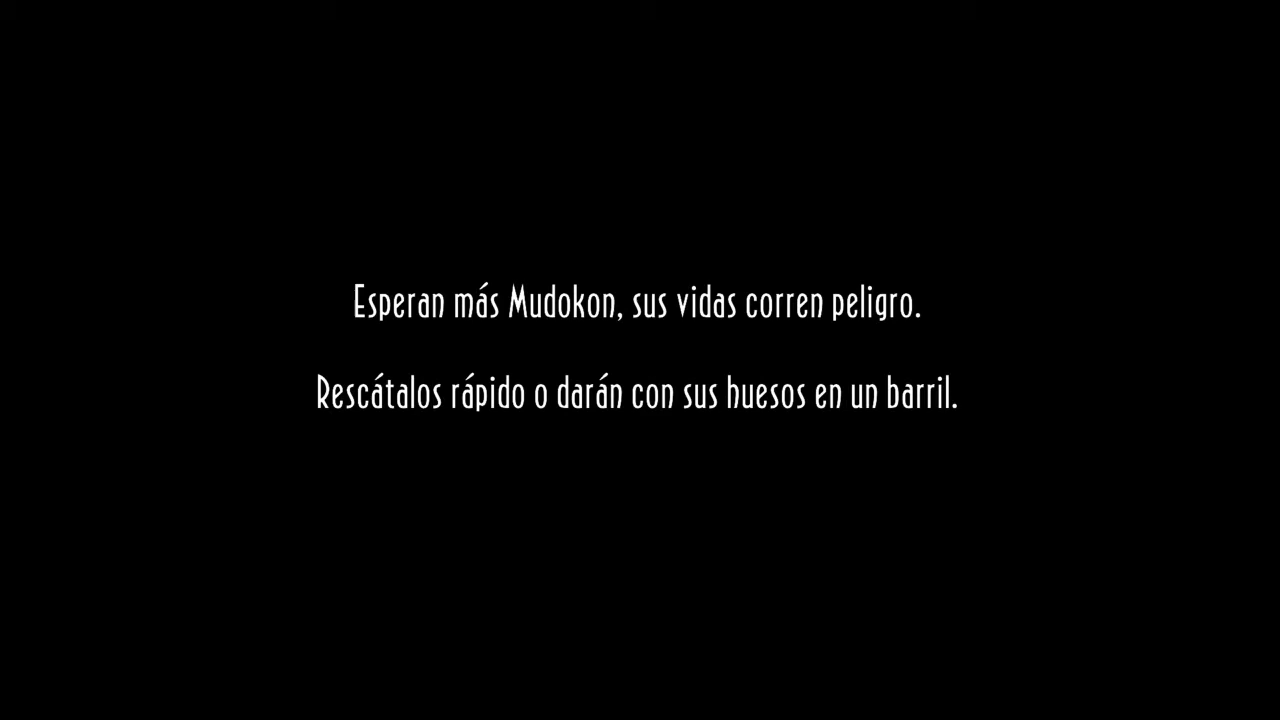 Esperan más Mudokon, sus vidas corren peligro.
Rescátalos rápido o darán con sus huesos en un barril.